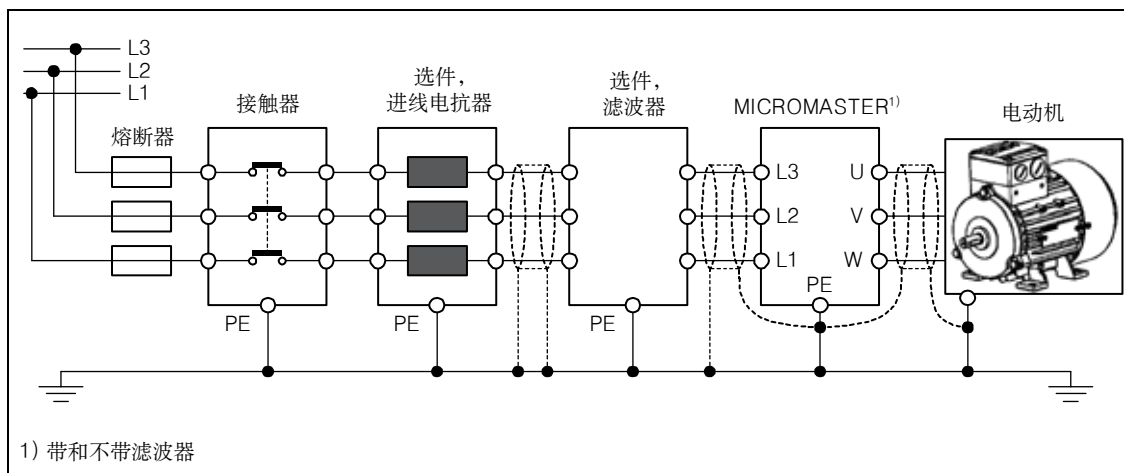 L3
L2
L1
熔断器
接触器
选件，
进线电抗器
选件，
滤波器
MICROMASTER1)
电动机
L3
L2
L1
U
V
W
PE
PE
PE
PE
1) 带和不带滤波器